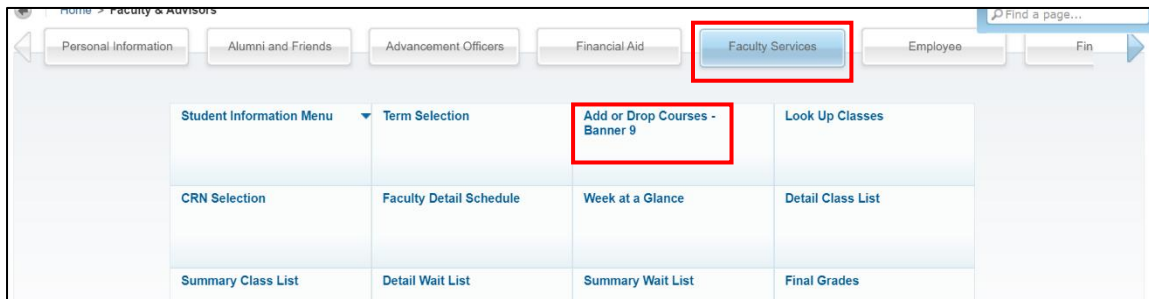 Home > Faculty & Advisors
Find a page...
Personal Information
Alumni and Friends
Advancement Officers
Financial Aid
Faculty Services
Employee
Fin
Student Information Menu
Term Selection
Add or Drop Courses -
Banner 9
Look Up Classes
CRN Selection
Faculty Detail Schedule
Week at a Glance
Detail Class List
Summary Class List
Detail Wait List
Summary Wait List
Final Grades